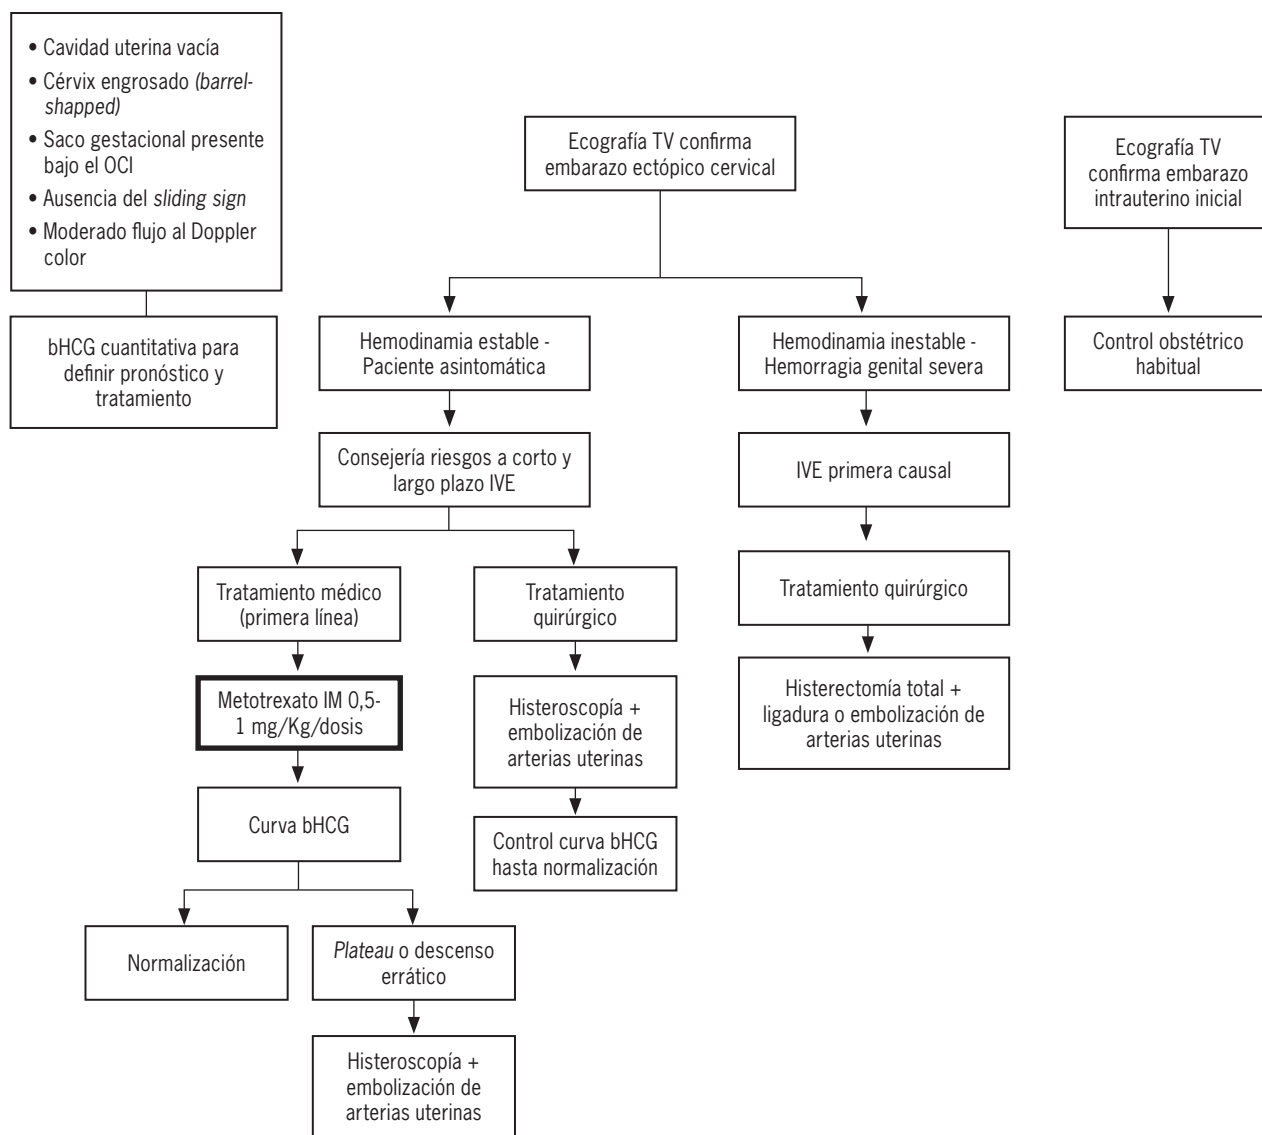 • Cavidad uterina vacía
• Cérvix engrosado (barrel-
shapped)
• Saco gestacional presente
bajo el OCI
• Ausencia del sliding sign
• Moderado flujo al Doppler
color
bHCG cuantitativa para
definir pronóstico y
tratamiento
Ecografía TV confirma
embarazo ectópico cervical
Ecografía TV
confirma embarazo
intrauterino inicial
Hemodinamia estable -
Paciente asintomática
Hemodinamia inestable -
Hemorragia genital severa
Control obstétrico
habitual
Consejería riesgos a corto y
largo plazo IVE
IVE primera causal
Tratamiento médico
(primera línea)
Tratamiento
quirúrgico
Tratamiento quirúrgico
Metotrexato IM 0,5-
1 mg/Kg/dosis
Histeroscopía +
embolización de
arterias uterinas
Histerectomía total +
ligadura o embolización de
arterias uterinas
Curva bHCG
Control curva bHCG
hasta normalización
Normalización
Plateau o descenso
errático
Histeroscopía +
embolización de
arterias uterinas